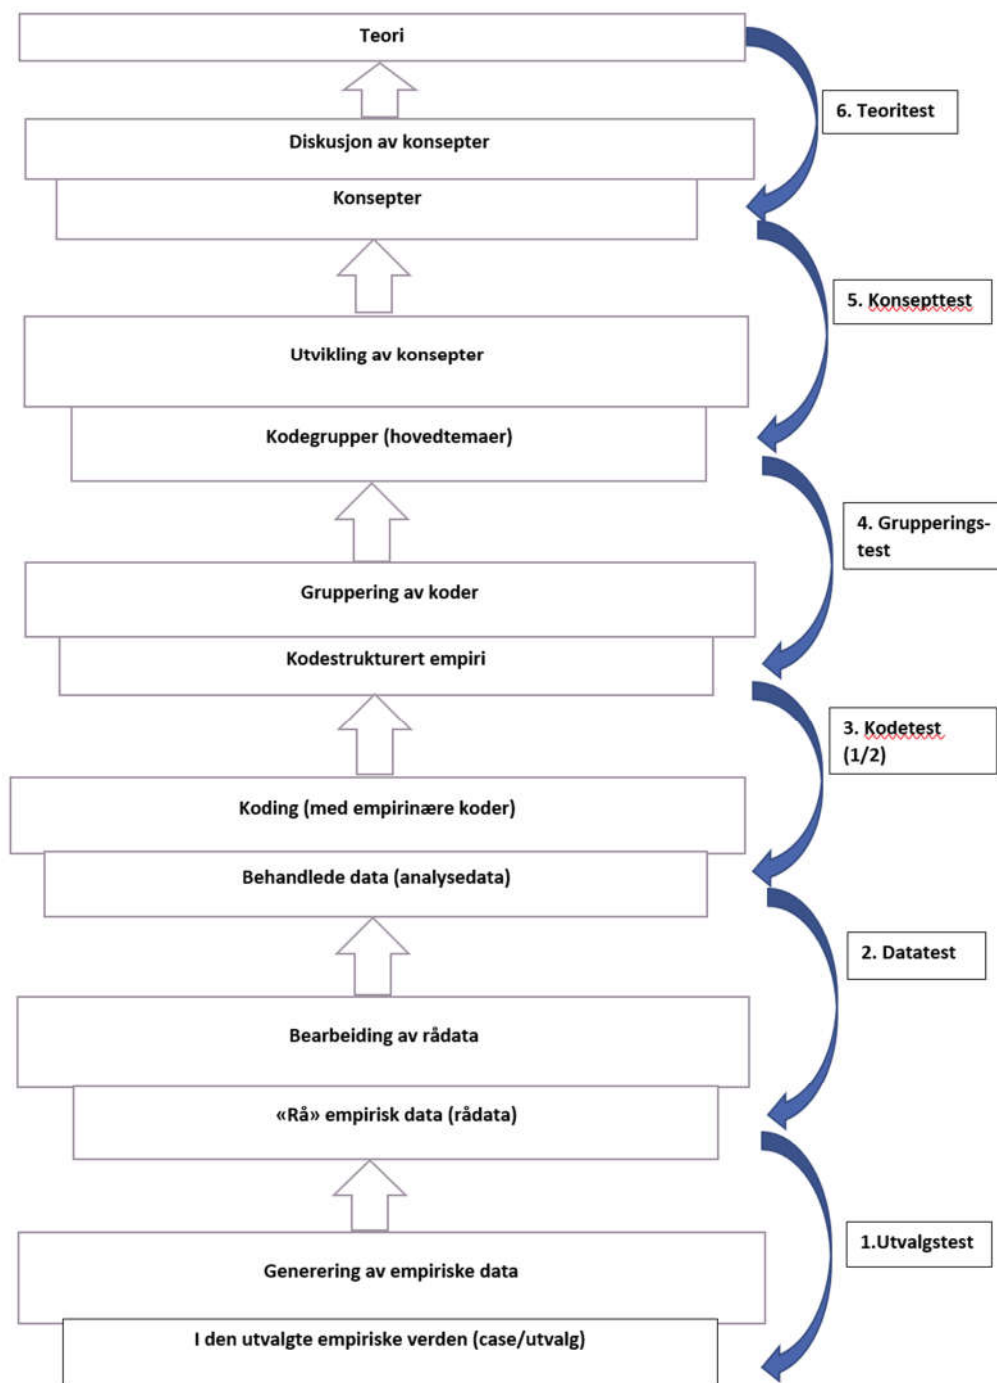 Teori
6. Teoritest
Diskusjon av konsepter
Konsepter
5. Konsepttest
Utvikling av konsepter
Kodegrupper (hovedtemaer)
4. Grupperings-
test
Gruppering av koder
Kodestrukturert empiri
3. Kodetest
(1/2)
Koding (med empirinære koder)
Behandlede data (analysedata)
2. Datatest
Bearbeiding av rådata
«Rå» empirisk data (rådata)
1.Utvalgstest
Generering av empiriske data
I den utvalgte empiriske verden (case/utvalg)